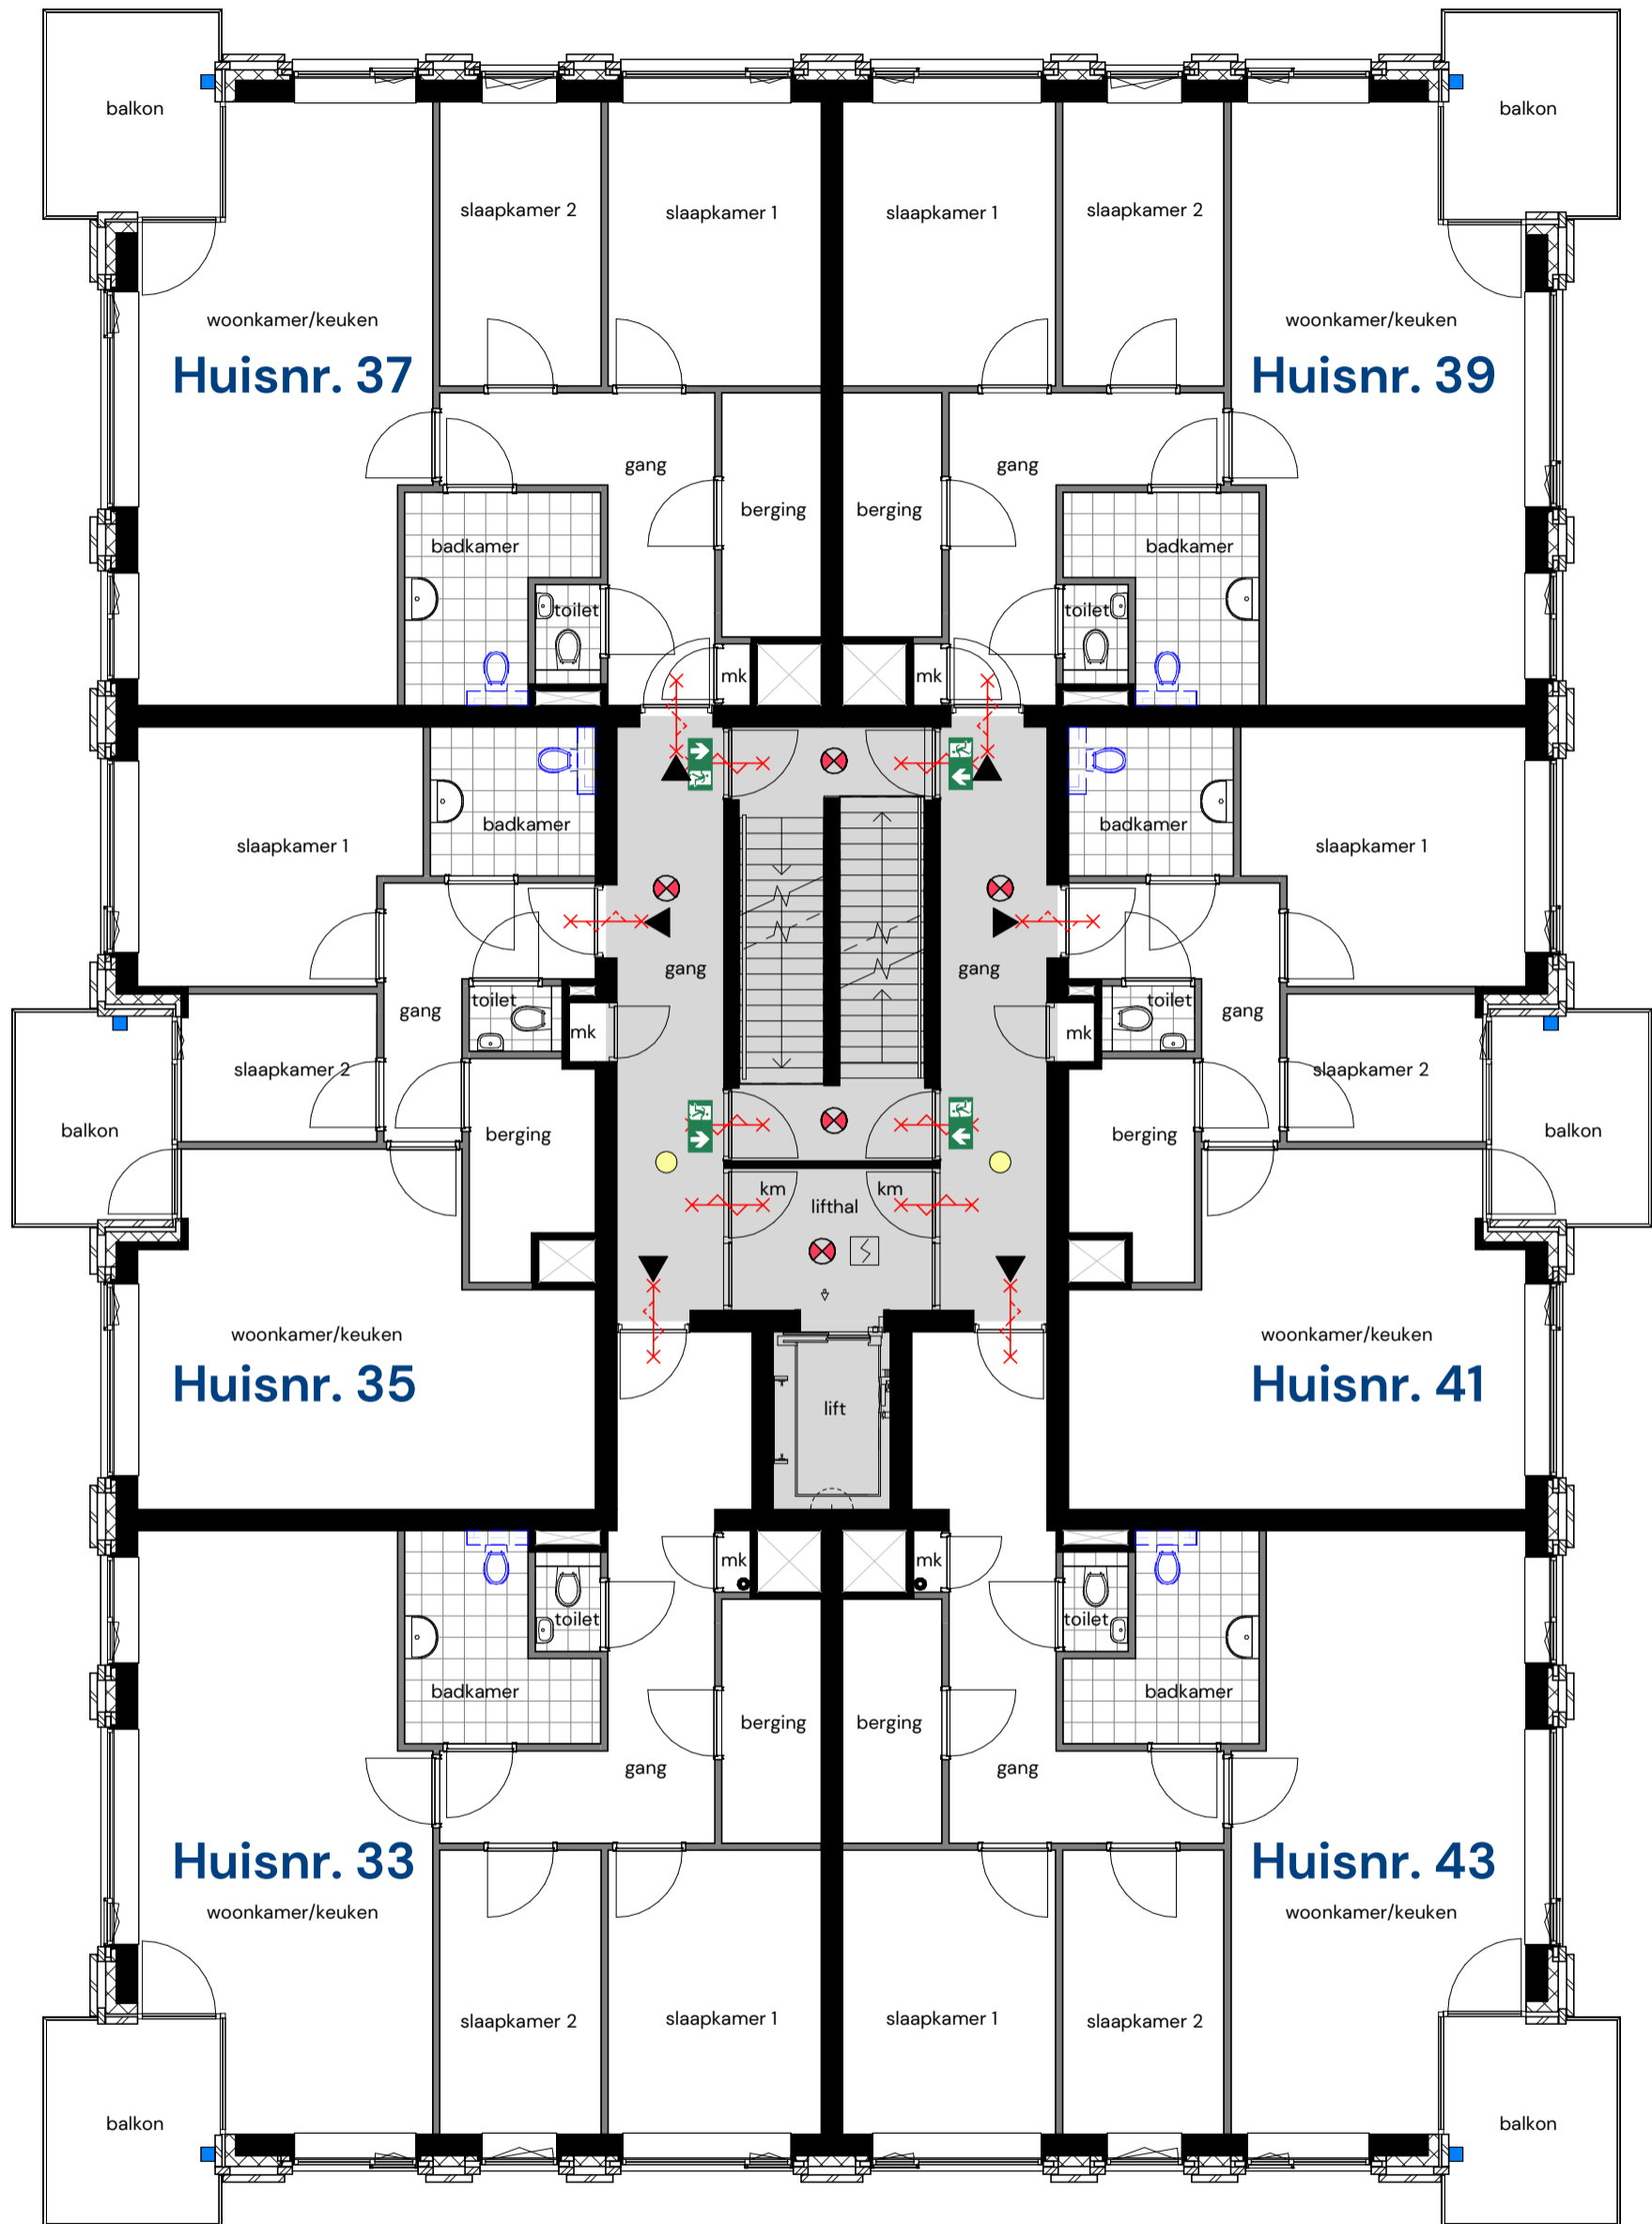 balkon
balkon
slaapkamer 2
slaapkamer 1
slaapkamer 1
slaapkamer 2
woonkamer/keuken
woonkamer/keuken
Huisnr. 37
Huisnr. 39
gang
gang
berging
berging
badkamer
badkamer
toilet
toilet
mk
mk
badkamer
badkamer
slaapkamer 1
slaapkamer 1
gang
gang
toilet
toilet
gang
gang
mk
mk
slaapkamer 2
slaapkamer 2
balkon
berging
berging
balkon
km
km
lifthal
woonkamer/keuken
woonkamer/keuken
Huisnr. 35
Huisnr. 41
lift
mk
mk
toilet
toilet
badkamer
badkamer
berging
berging
gang
gang
Huisnr. 33
Huisnr. 43
woonkamer/keuken
woonkamer/keuken
slaapkamer 2
slaapkamer 1
slaapkamer 1
slaapkamer 2
balkon
balkon